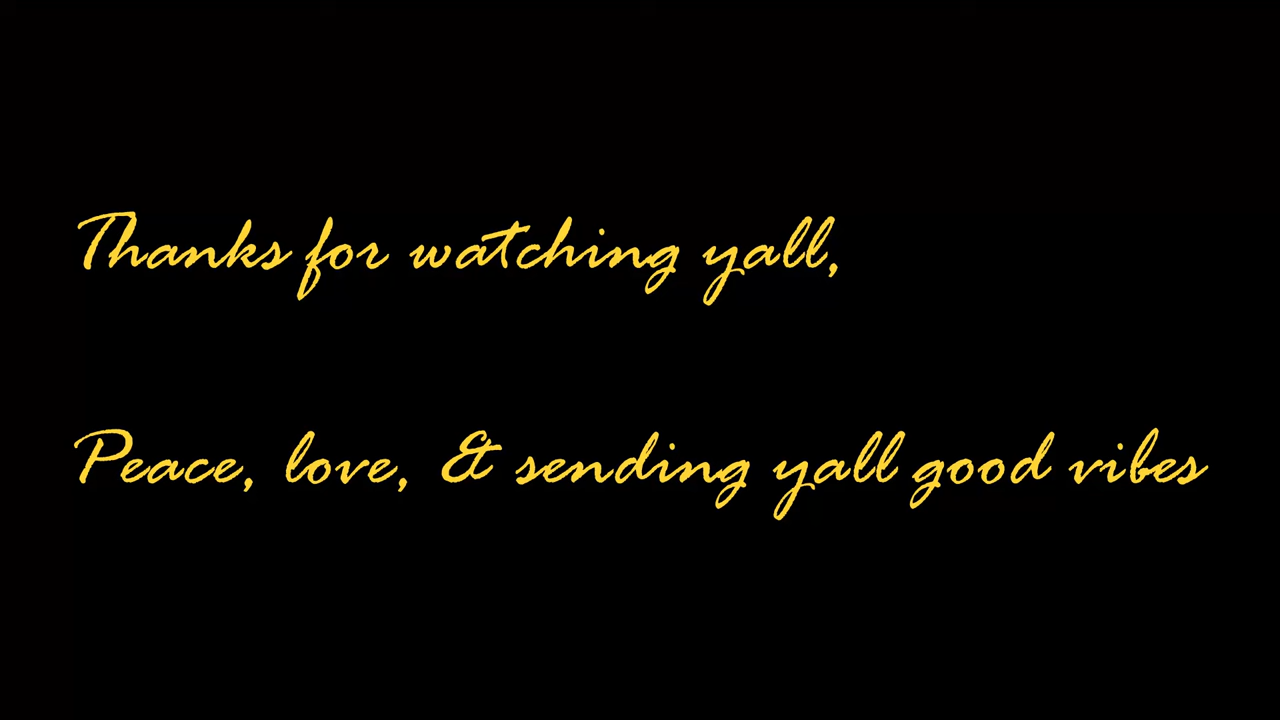 Thanks for watching yall,
Peace, love, & sending yall good vibes